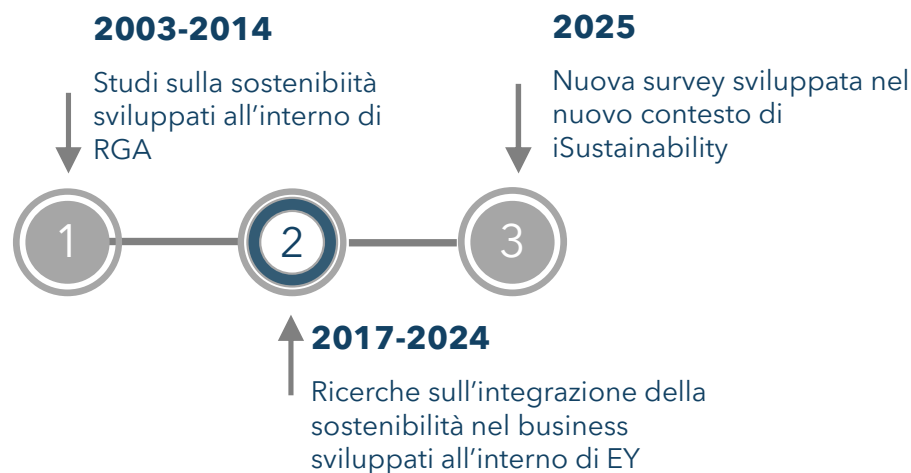 2003-2014
Studi sulla sostenibiità
sviluppati all'interno di
RGA
2025
Nuova survey sviluppata nel
nuovo contesto di
iSustainability
1
2
3
2017-2024
Ricerche sull'integrazione della
sostenibilità nel business
sviluppati all'interno di EY